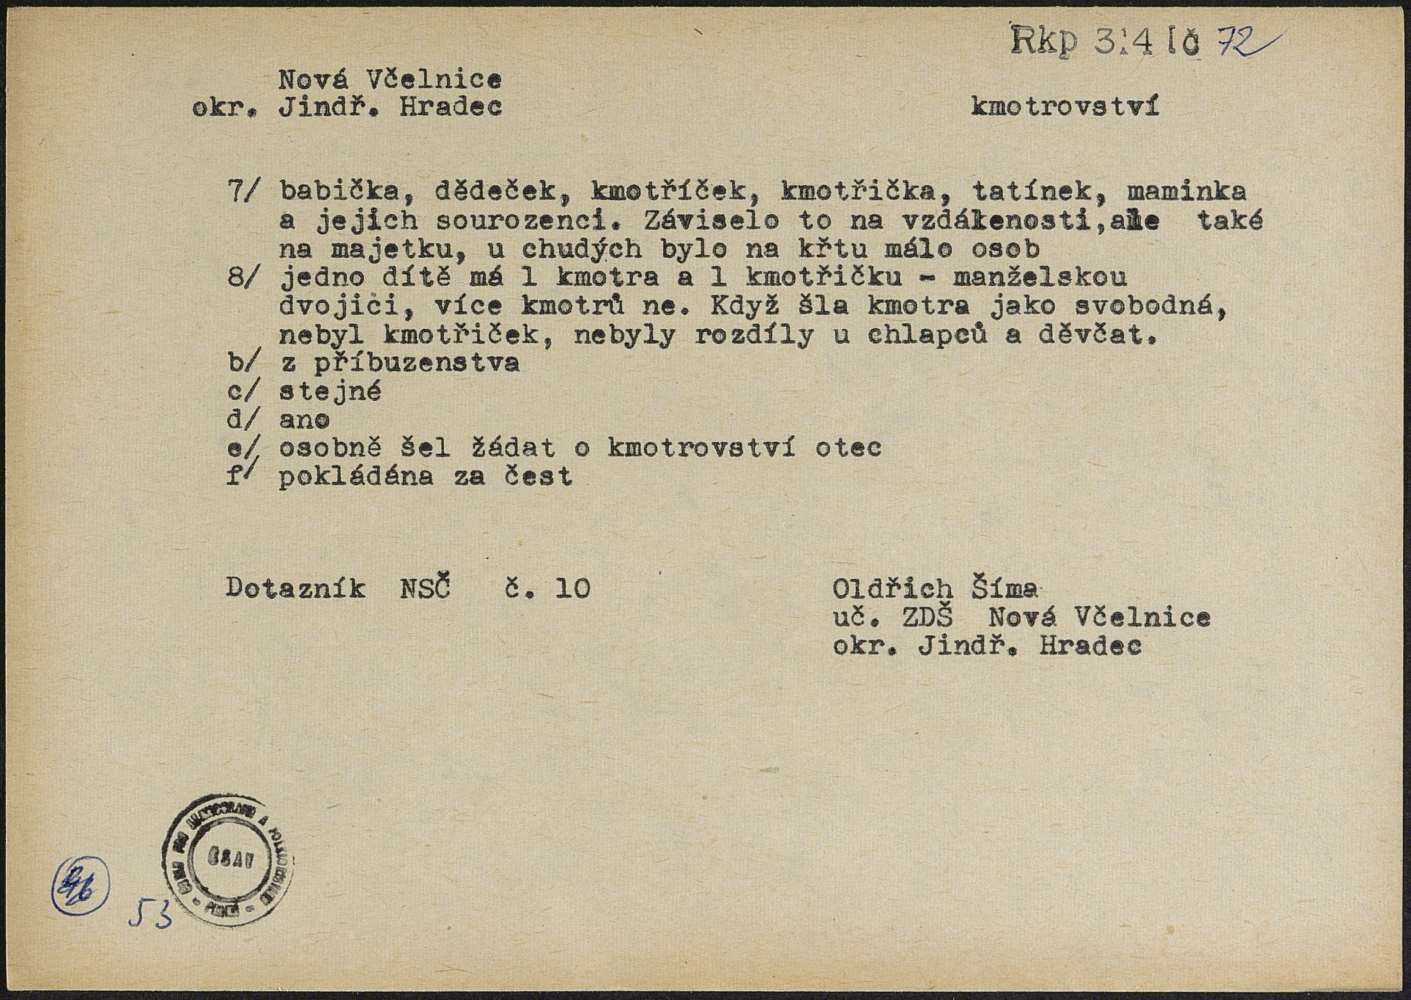 Rkp 314 lč 72
Nová Včelnice
okr. Jindř. Hradec
kmotrovství
7/ babička, dědeček, kmotříček, kmotřička, tatínek, maminka
a jejich sourozenci. Záviselo to na vzdálenosti,ale také
na majetku, u chudých bylo na křtu málo osob
8/ jedno dítě má 1 kmotra a 1 kmotřičku - manželskou
dvojici, více kmotrů ne. Když šla kmotra jako svobodná,
nebyl kmotřiček, nebyly rozdíly u chlapců a děvčat.
b/ z příbuzenstva
c/ stejné
d/ ano
e/ osobně šel žádat o kmotrovství otec
f/ pokládána za čest
Dotazník NSČ č. 10
Oldřich Šíma
uč. ZDŠ Nová Včelnice
okr. Jindř. Hradec
ČSAV
53